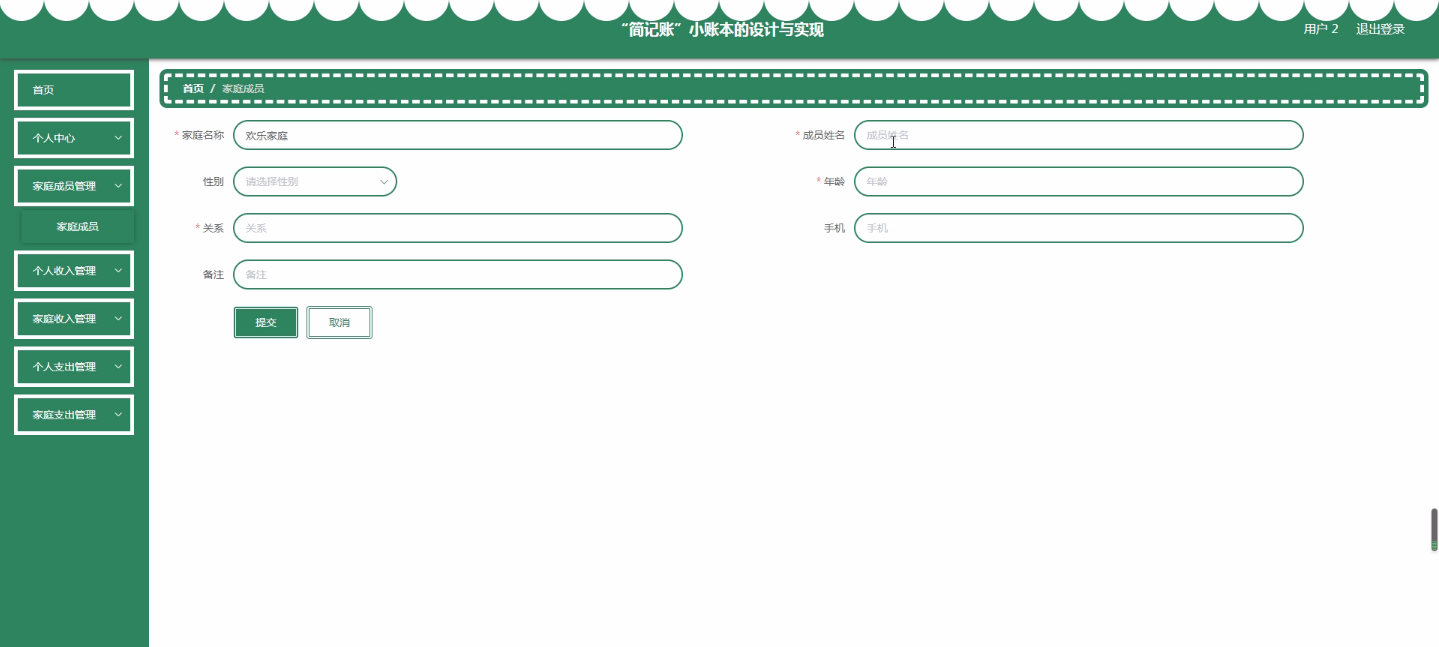 “简记账”小账本的设计与实现
用户 2 退出登录
首页
个人中心
家庭成员管理
家庭成员
个人收入管理
家庭收入管理
个人支出管理
家庭支出管理
首页 / 家庭成员
* 家庭名称 欢乐家庭
* 成员姓名 成员姓名
性别 请选择性别
* 年龄 年龄
* 关系 关系
手机 手机
备注 备注
提交 取消